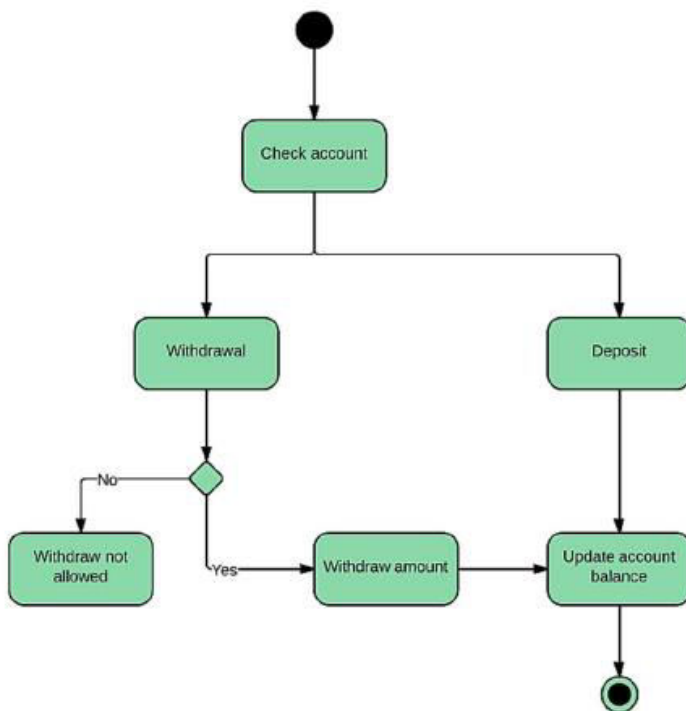 Check account
Withdrawal
Deposit
No
Withdraw not
allowed
Yes
Withdraw amount
Update account
balance